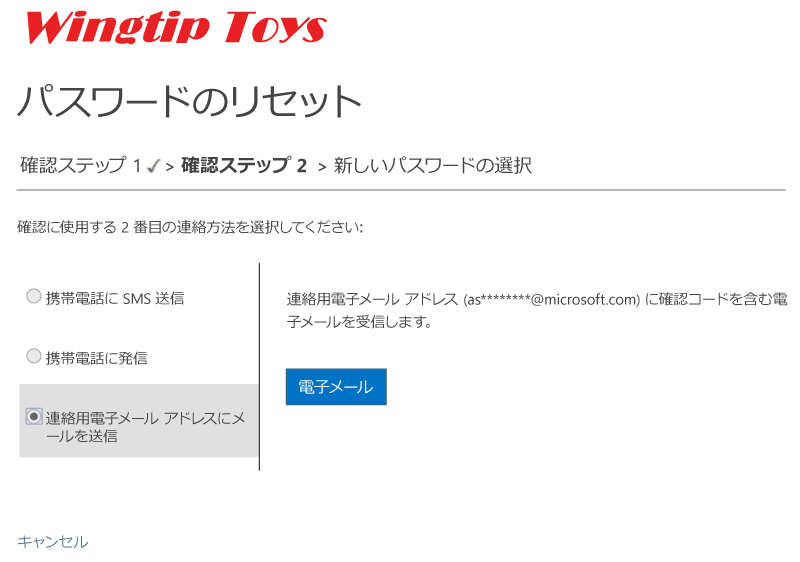 Wingtip Toys
パスワードのリセット
確認ステップ 1 ✓ > 確認ステップ 2 > 新しいパスワードの選択
確認に使用する 2 番目の連絡方法を選択してください:
携帯電話に SMS 送信
携帯電話に発信
連絡用電子メール アドレスにメ
ールを送信
連絡用電子メール アドレス (as********@microsoft.com) に確認コードを含む電
子メールを受信します。
電子メール
キャンセル